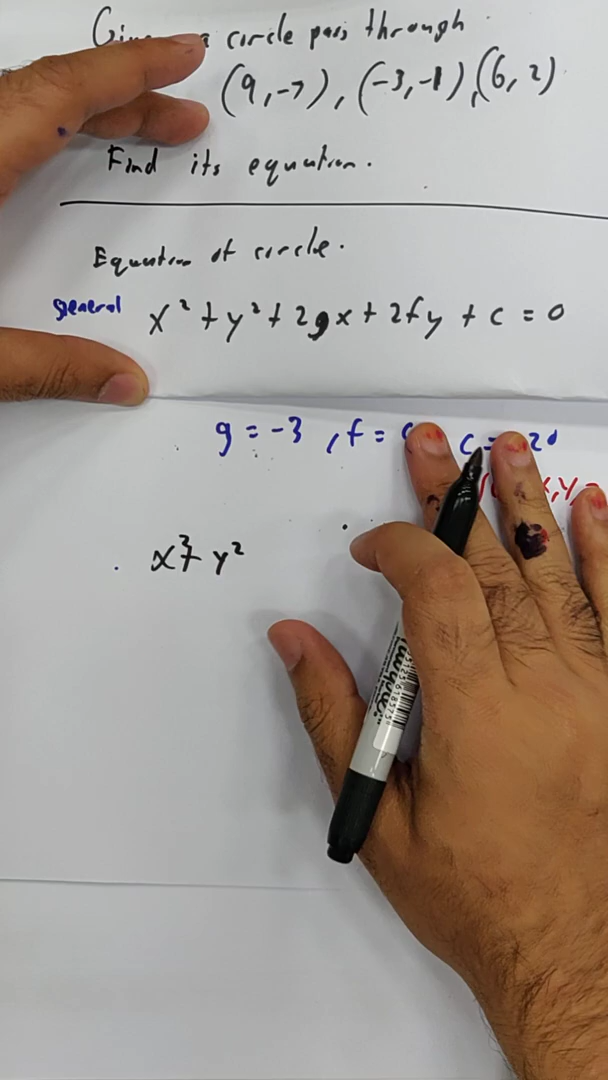 circle pass through
(9,-7), (-3,-1), (6,2)
Find its equation.
Equation of circle.
general x² + y² + 2gx + 2fy + c = 0
g = -3 , f =
x² + y²